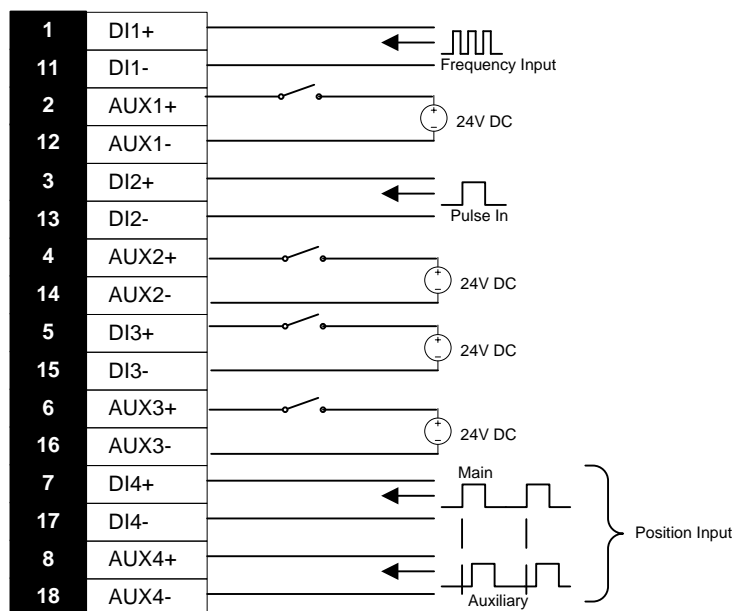 1 DI1+
11 DI1-
Frequency Input
2 AUX1+
+
−
24V DC
12 AUX1-
3 DI2+
13 DI2-
Pulse In
4 AUX2+
+
−
24V DC
14 AUX2-
5 DI3+
+
−
24V DC
15 DI3-
6 AUX3+
+
−
24V DC
16 AUX3-
Main
7 DI4+
17 DI4-
Position Input
8 AUX4+
18 AUX4-
Auxiliary